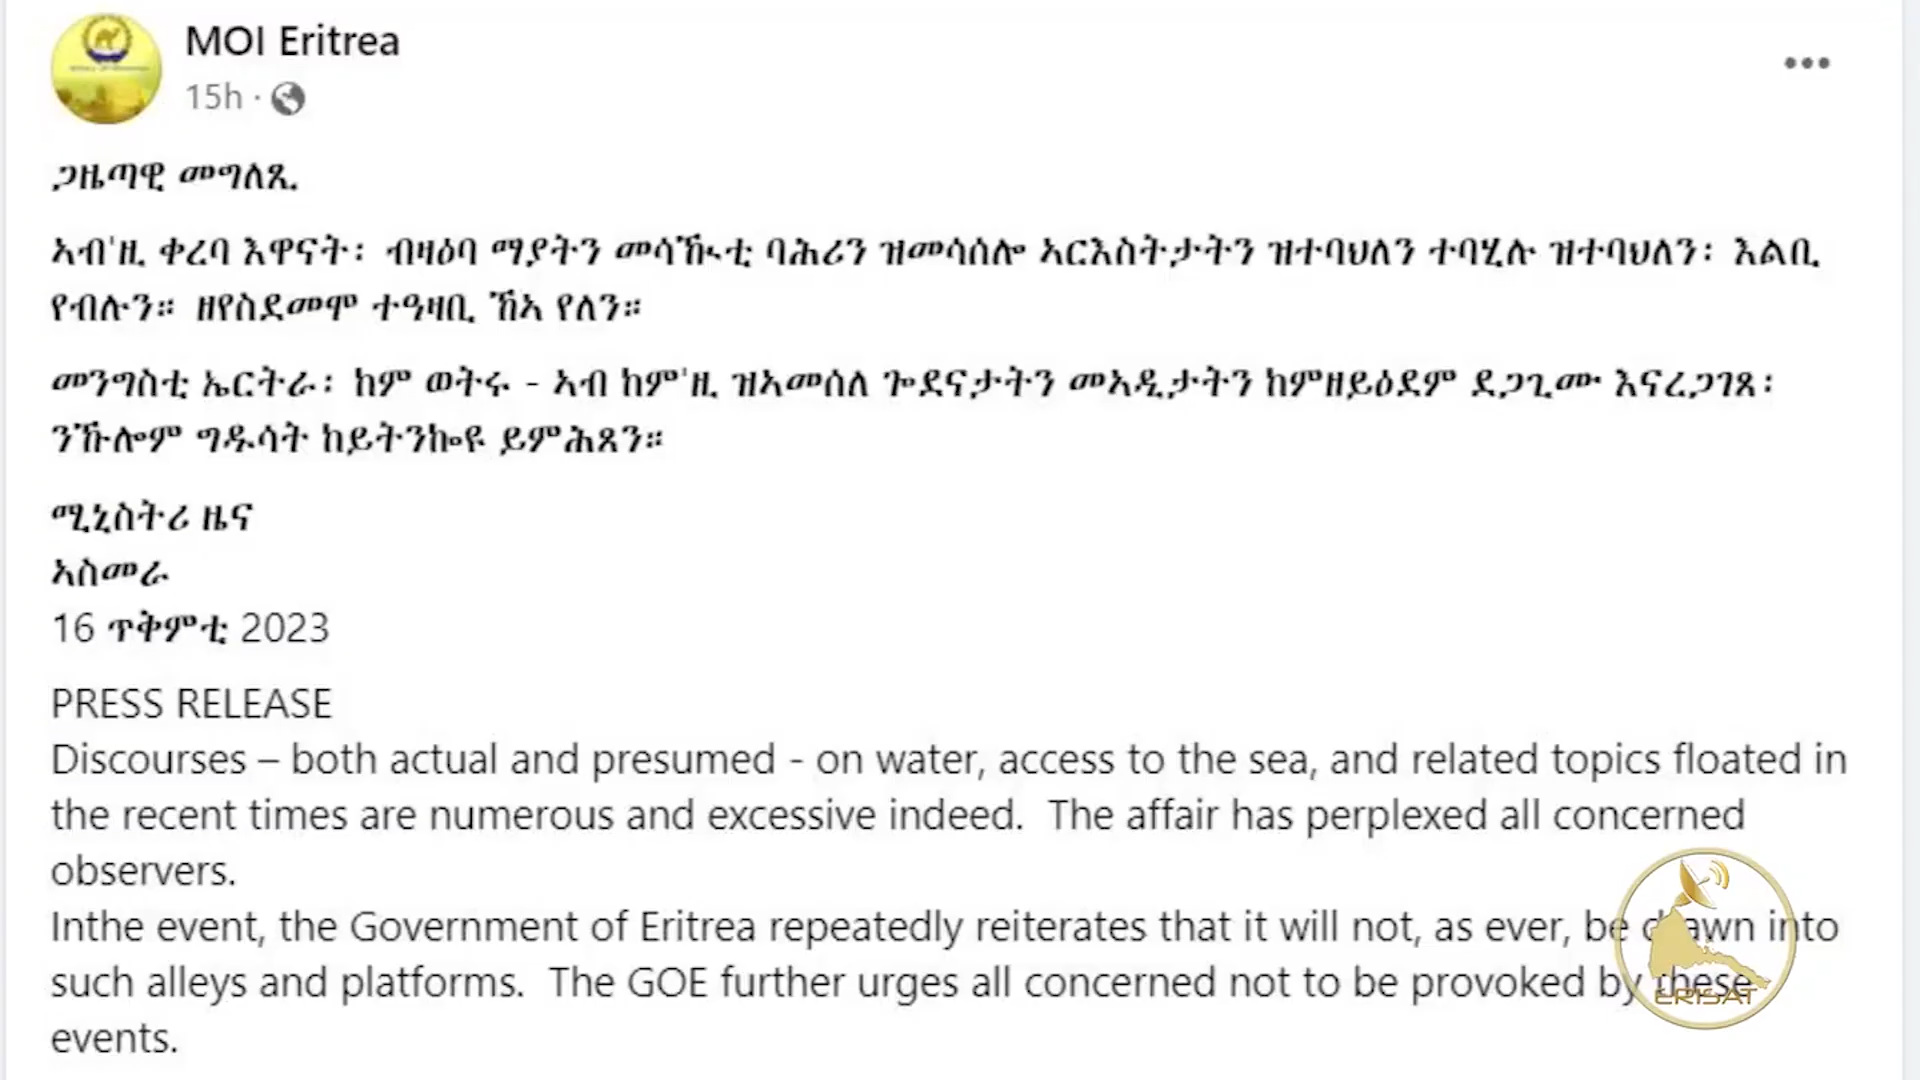 MOI Eritrea
15h ·
ጋዜጣዊ መግለጺ
ኣብ'ዚ ቀረባ እዋናት፡ ብዛዕባ ማያትን መሳኹቲ ባሕሪን ዝመሳሰሎ ኣርእስትታትን ዝተባህለን ተባሂሉ ዝተባህለን፡ እልቢ
የብሉን። ዘየስደመሞ ተዓዛቢ ኸኣ የለን።
መንግስቲ ኤርትራ፡ ከም ወትሩ - ኣብ ከም'ዚ ዝኣመሰለ ጐደናታትን መኣዲታትን ከምዘይዕደም ደጋጊሙ እናረጋገጸ፡
ንኹሎም ግዱሳት ከይትንኰዩ ይምሕጸን።
ሚኒስትሪ ዜና
ኣስመራ
16 ጥቅምቲ 2023
PRESS RELEASE
Discourses – both actual and presumed - on water, access to the sea, and related topics floated in
the recent times are numerous and excessive indeed. The affair has perplexed all concerned
observers.
Inthe event, the Government of Eritrea repeatedly reiterates that it will not, as ever, be drawn into
such alleys and platforms. The GOE further urges all concerned not to be provoked by these
events.
ERISAT